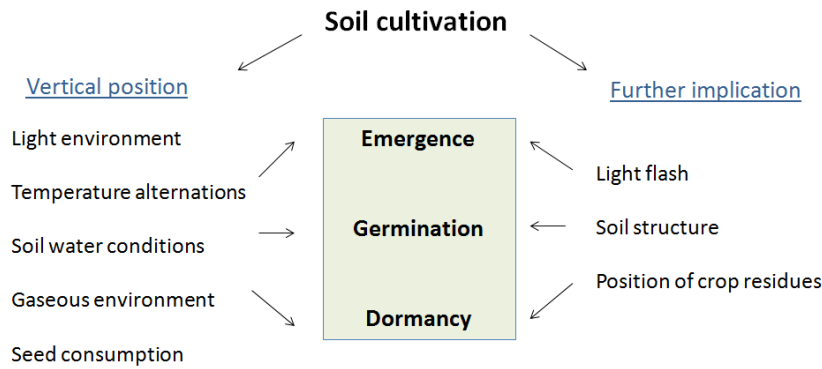 Soil cultivation
Vertical position
Further implication
Light environment
Temperature alternations
Soil water conditions
Gaseous environment
Seed consumption
Emergence
Germination
Dormancy
Light flash
Soil structure
Position of crop residues